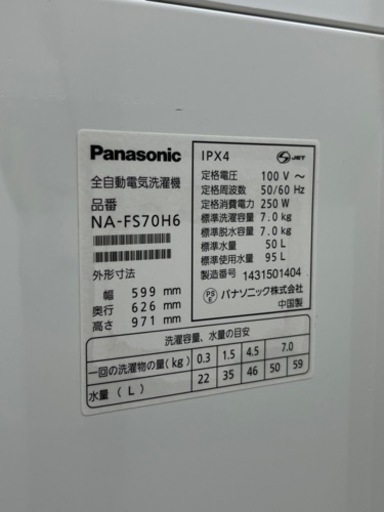 Panasonic
全自動電気洗濯機
品番
NA-FS70H6
外形寸法
幅 599 mm
奥行 626 mm
高さ 971 mm
IPX4
S JET
定格電圧 100 V ～
定格周波数 50/60 Hz
定格消費電力 250 W
標準洗濯容量 7.0 kg
標準脱水容量 7.0 kg
標準水量 50 L
標準使用水量 95 L
製造番号 1431501404
PSE パナソニック株式会社
中国製
洗濯容量、水量の目安
一回の洗濯物の量(kg) 0.3 1.5 4.5 7.0
水量 ( L ) 22 35 46 50 59